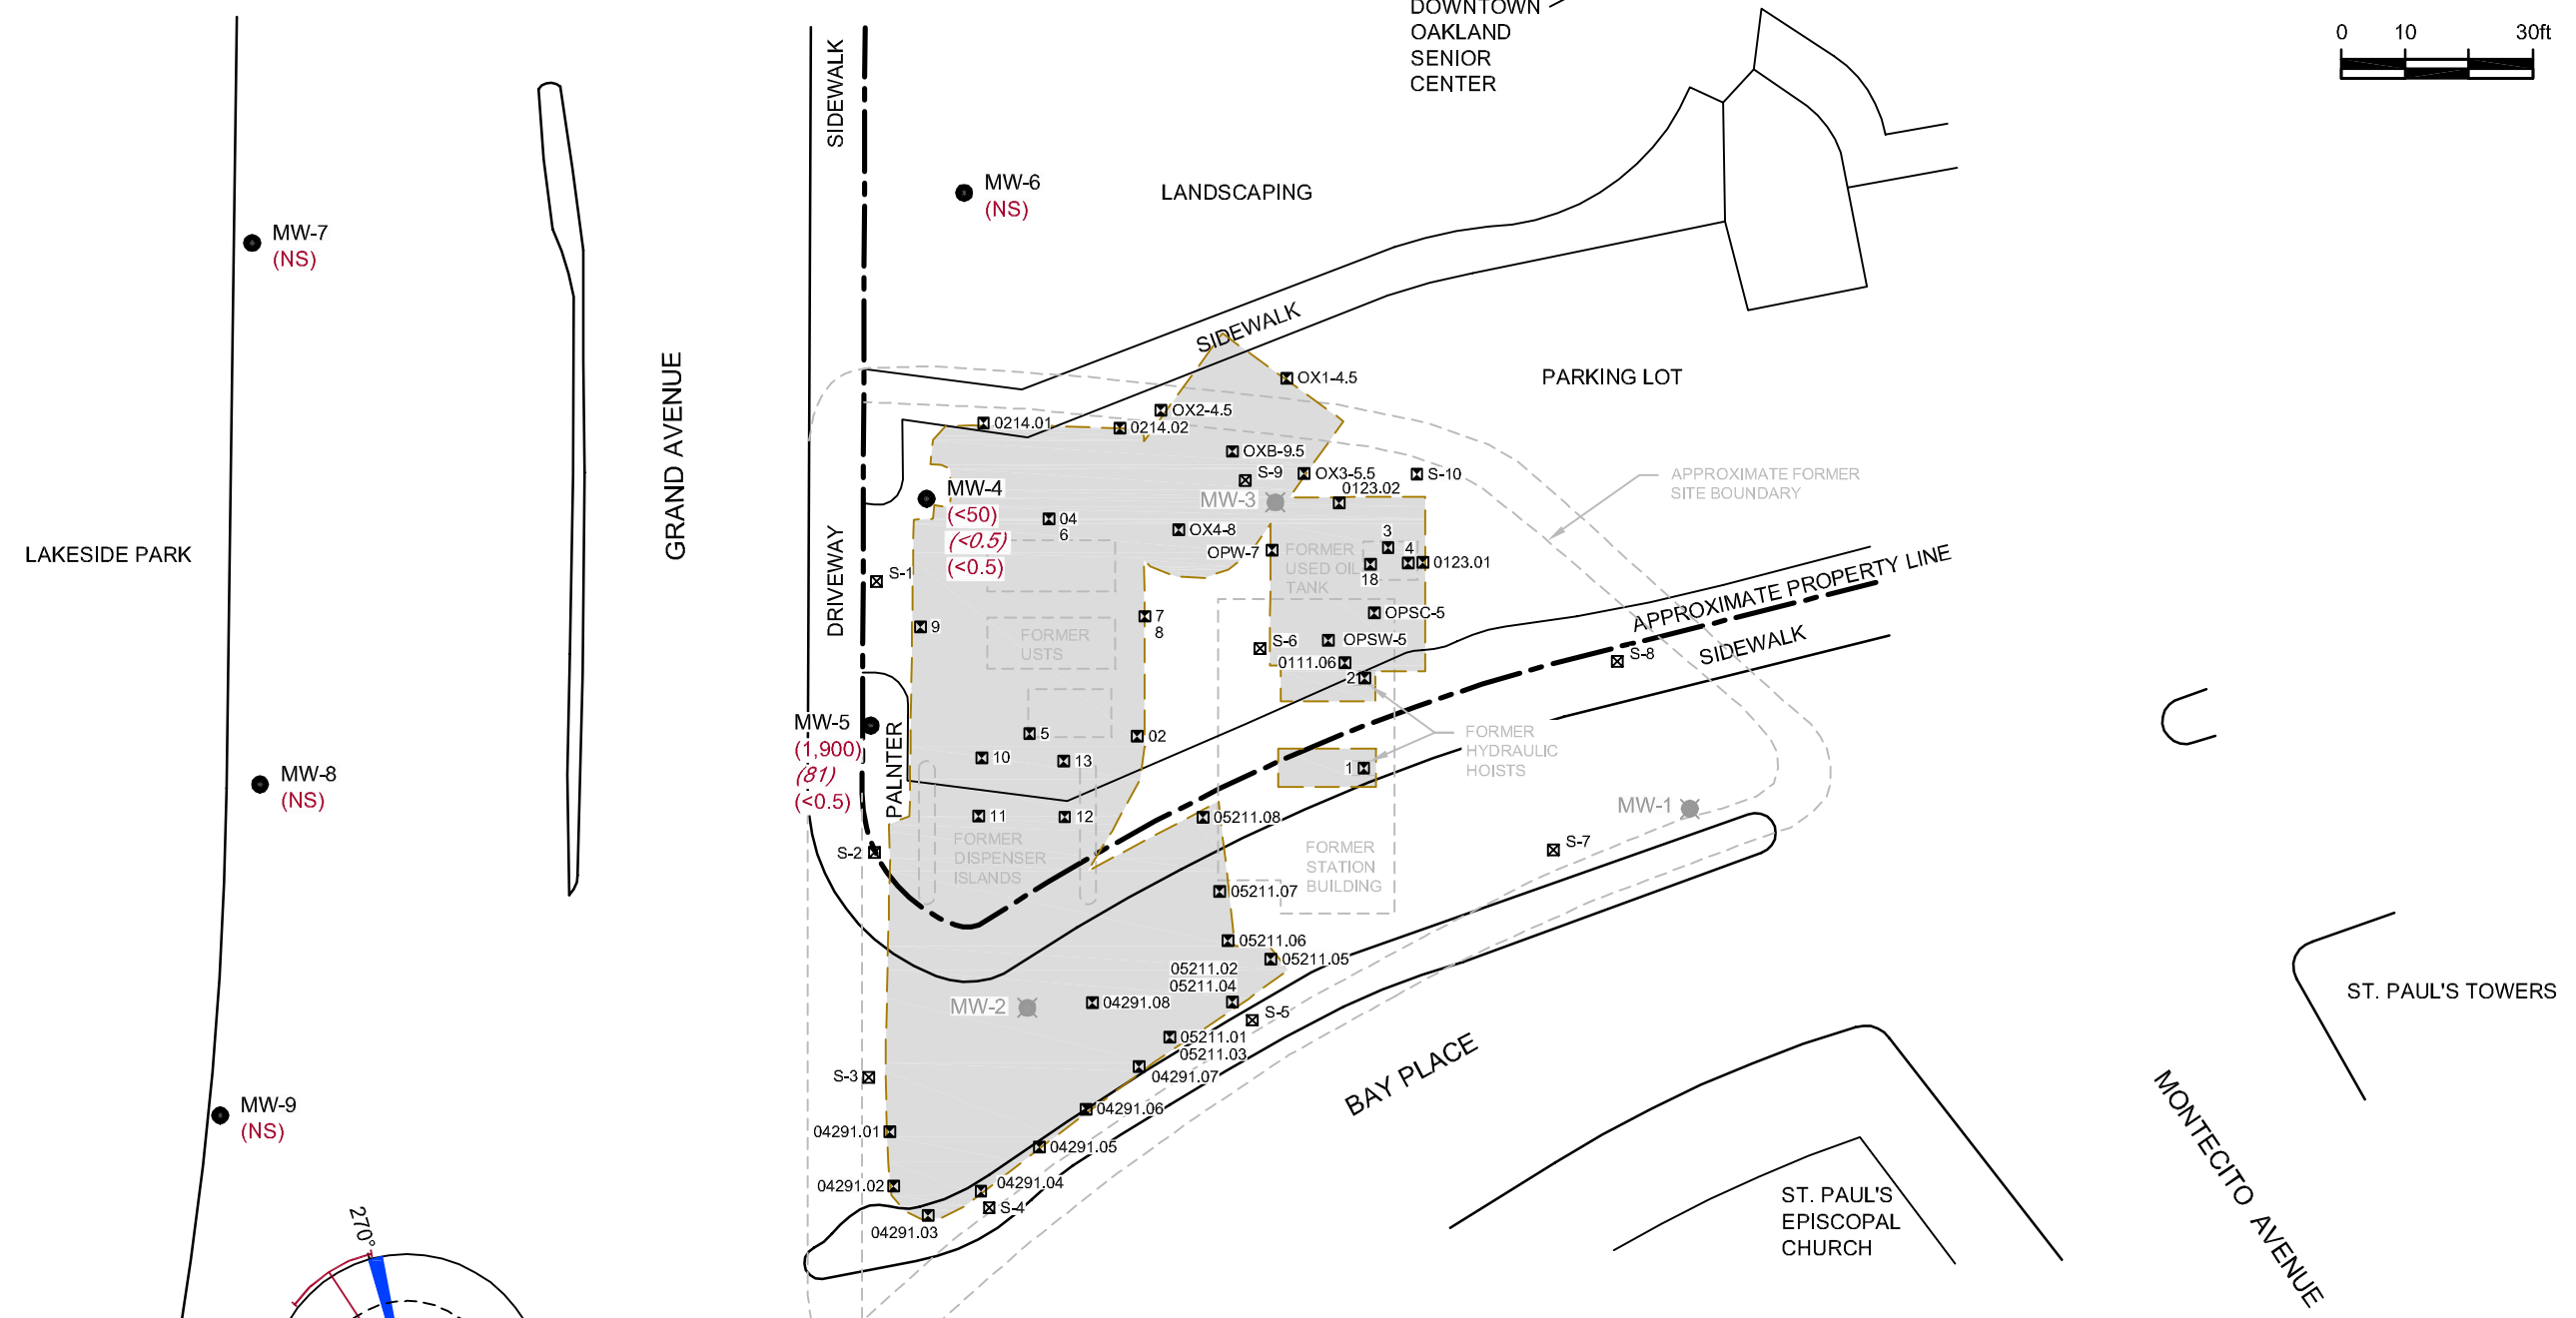 DOWNTOWN
OAKLAND
SENIOR
CENTER
0 10 30ft
SIDEWALK
MW-6
(NS)
LANDSCAPING
MW-7
(NS)
SIDEWALK
GRAND AVENUE
PARKING LOT
OX1-4.5
OX2-4.5
0214.01
0214.02
OXB-9.5
S-9
OX3-5.5
S-10
APPROXIMATE FORMER
SITE BOUNDARY
MW-4
(<50)
(<0.5)
(<0.5)
MW-3
0123.02
04
6
OX4-8
OPW-7
3
4
18
0123.01
FORMER
USED OIL
TANK
LAKESIDE PARK
DRIVEWAY
S-1
9
7
8
FORMER
USTS
OPSC-5
OPSW-5
S-6
0111.06
2
APPROXIMATE PROPERTY LINE
SIDEWALK
S-8
MW-5
(1,900)
(81)
(<0.5)
PALNTER
5
02
10
13
FORMER
HYDRAULIC
HOISTS
1
MW-8
(NS)
11
12
05211.08
MW-1
S-2
FORMER
DISPENSER
ISLANDS
FORMER
STATION
BUILDING
S-7
05211.07
05211.06
05211.05
05211.02
05211.04
MW-2
04291.08
S-5
05211.01
05211.03
ST. PAUL'S TOWERS
S-3
04291.07
BAY PLACE
MW-9
(NS)
04291.06
04291.01
04291.05
04291.02
04291.04
S-4
04291.03
MONTECITO AVENUE
ST. PAUL'S
EPISCOPAL
CHURCH
270°